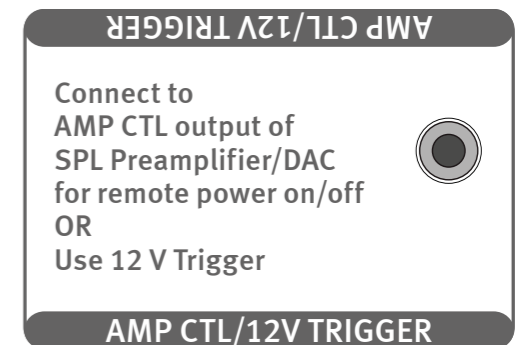 AMP CTL/12V TRIGGER
Connect to
AMP CTL output of
SPL Preamplifier/DAC
for remote power on/off
OR
Use 12 V Trigger
AMP CTL/12V TRIGGER